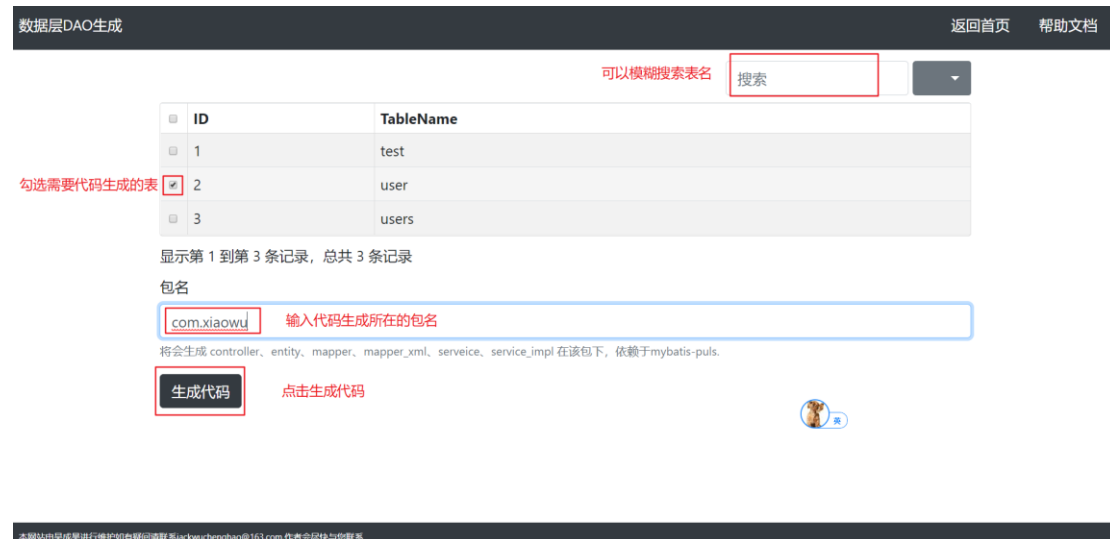 数据层DAO生成 返回首页 帮助文档
可以模糊搜索表名 搜索
ID TableName
1 test
勾选需要代码生成的表 2 user
3 users
显示第 1 到第 3 条记录，总共 3 条记录
包名
com.xiaowu 输入代码生成所在的包名
将会生成 controller、entity、mapper、mapper_xml、serveice、service_impl 在该包下，依赖于mybatis-puls.
生成代码 点击生成代码
英